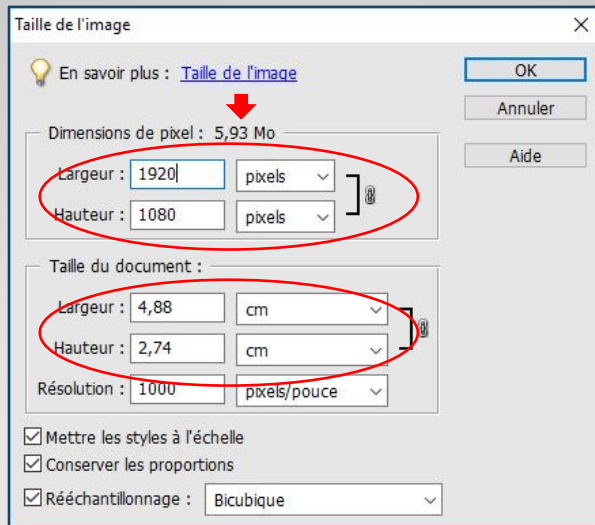 Taille de l'image
En savoir plus : Taille de l'image
OK
Annuler
Aide
Dimensions de pixel : 5,93 Mo
Largeur : 1920 pixels
Hauteur : 1080 pixels
Taille du document :
Largeur : 4,88 cm
Hauteur : 2,74 cm
Résolution : 1000 pixels/pouce
Mettre les styles à l'échelle
Conserver les proportions
Rééchantillonnage : Bicubique